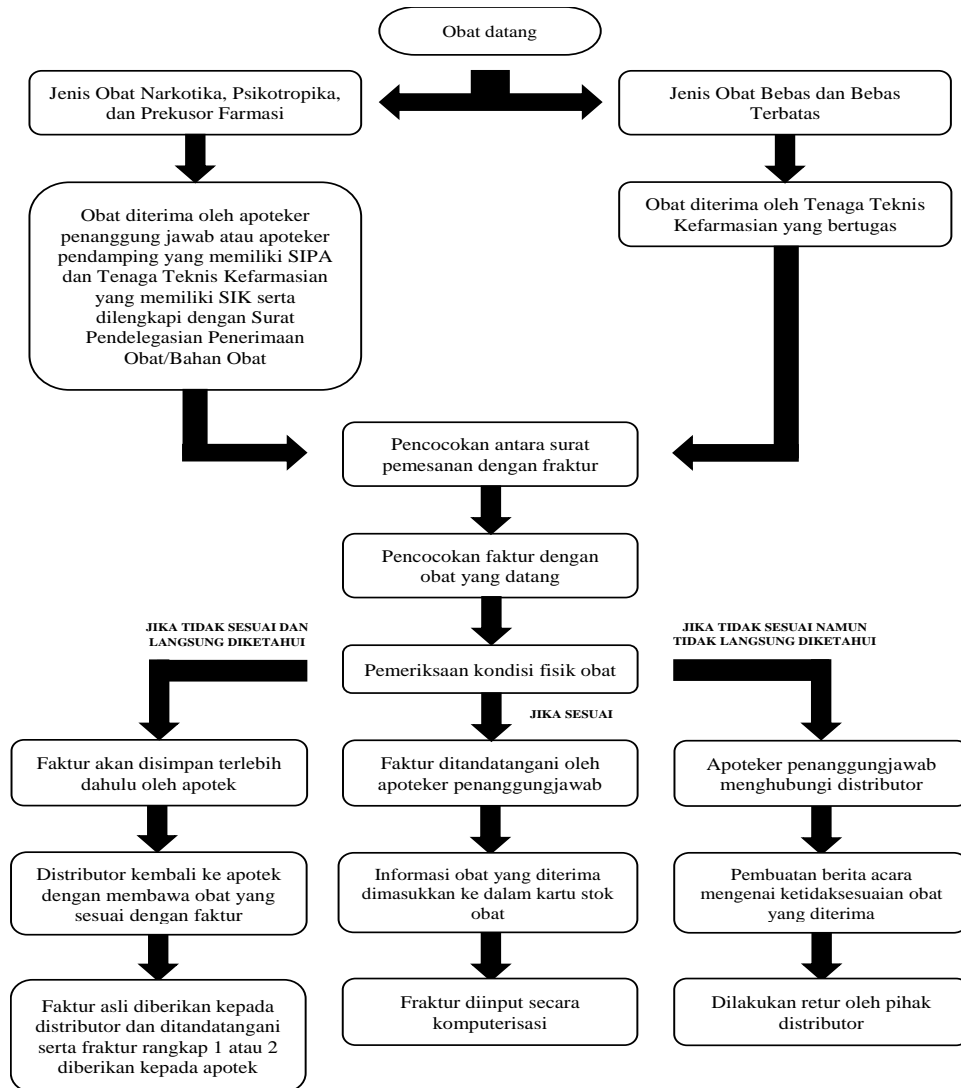 Obat datang
Jenis Obat Narkotika, Psikotropika,
dan Prekusor Farmasi
Jenis Obat Bebas dan Bebas
Terbatas
Obat diterima oleh apoteker
penanggung jawab atau apoteker
pendamping yang memiliki SIPA
dan Tenaga Teknis Kefarmasian
yang memiliki SIK serta
dilengkapi dengan Surat
Pendelegasian Penerimaan
Obat/Bahan Obat
Obat diterima oleh Tenaga Teknis
Kefarmasian yang bertugas
Pencocokan antara surat
pemesanan dengan fraktur
Pencocokan faktur dengan
obat yang datang
JIKA TIDAK SESUAI DAN
LANGSUNG DIKETAHUI
JIKA TIDAK SESUAI NAMUN
TIDAK LANGSUNG DIKETAHUI
Pemeriksaan kondisi fisik obat
JIKA SESUAI
Faktur akan disimpan terlebih
dahulu oleh apotek
Faktur ditandatangani oleh
apoteker penanggungjawab
Apoteker penanggungjawab
menghubungi distributor
Distributor kembali ke apotek
dengan membawa obat yang
sesuai dengan faktur
Informasi obat yang diterima
dimasukkan ke dalam kartu stok
obat
Pembuatan berita acara
mengenai ketidaksesuaian obat
yang diterima
Faktur asli diberikan kepada
distributor dan ditandatangani
serta fraktur rangkap 1 atau 2
diberikan kepada apotek
Fraktur diinput secara
komputerisasi
Dilakukan retur oleh pihak
distributor